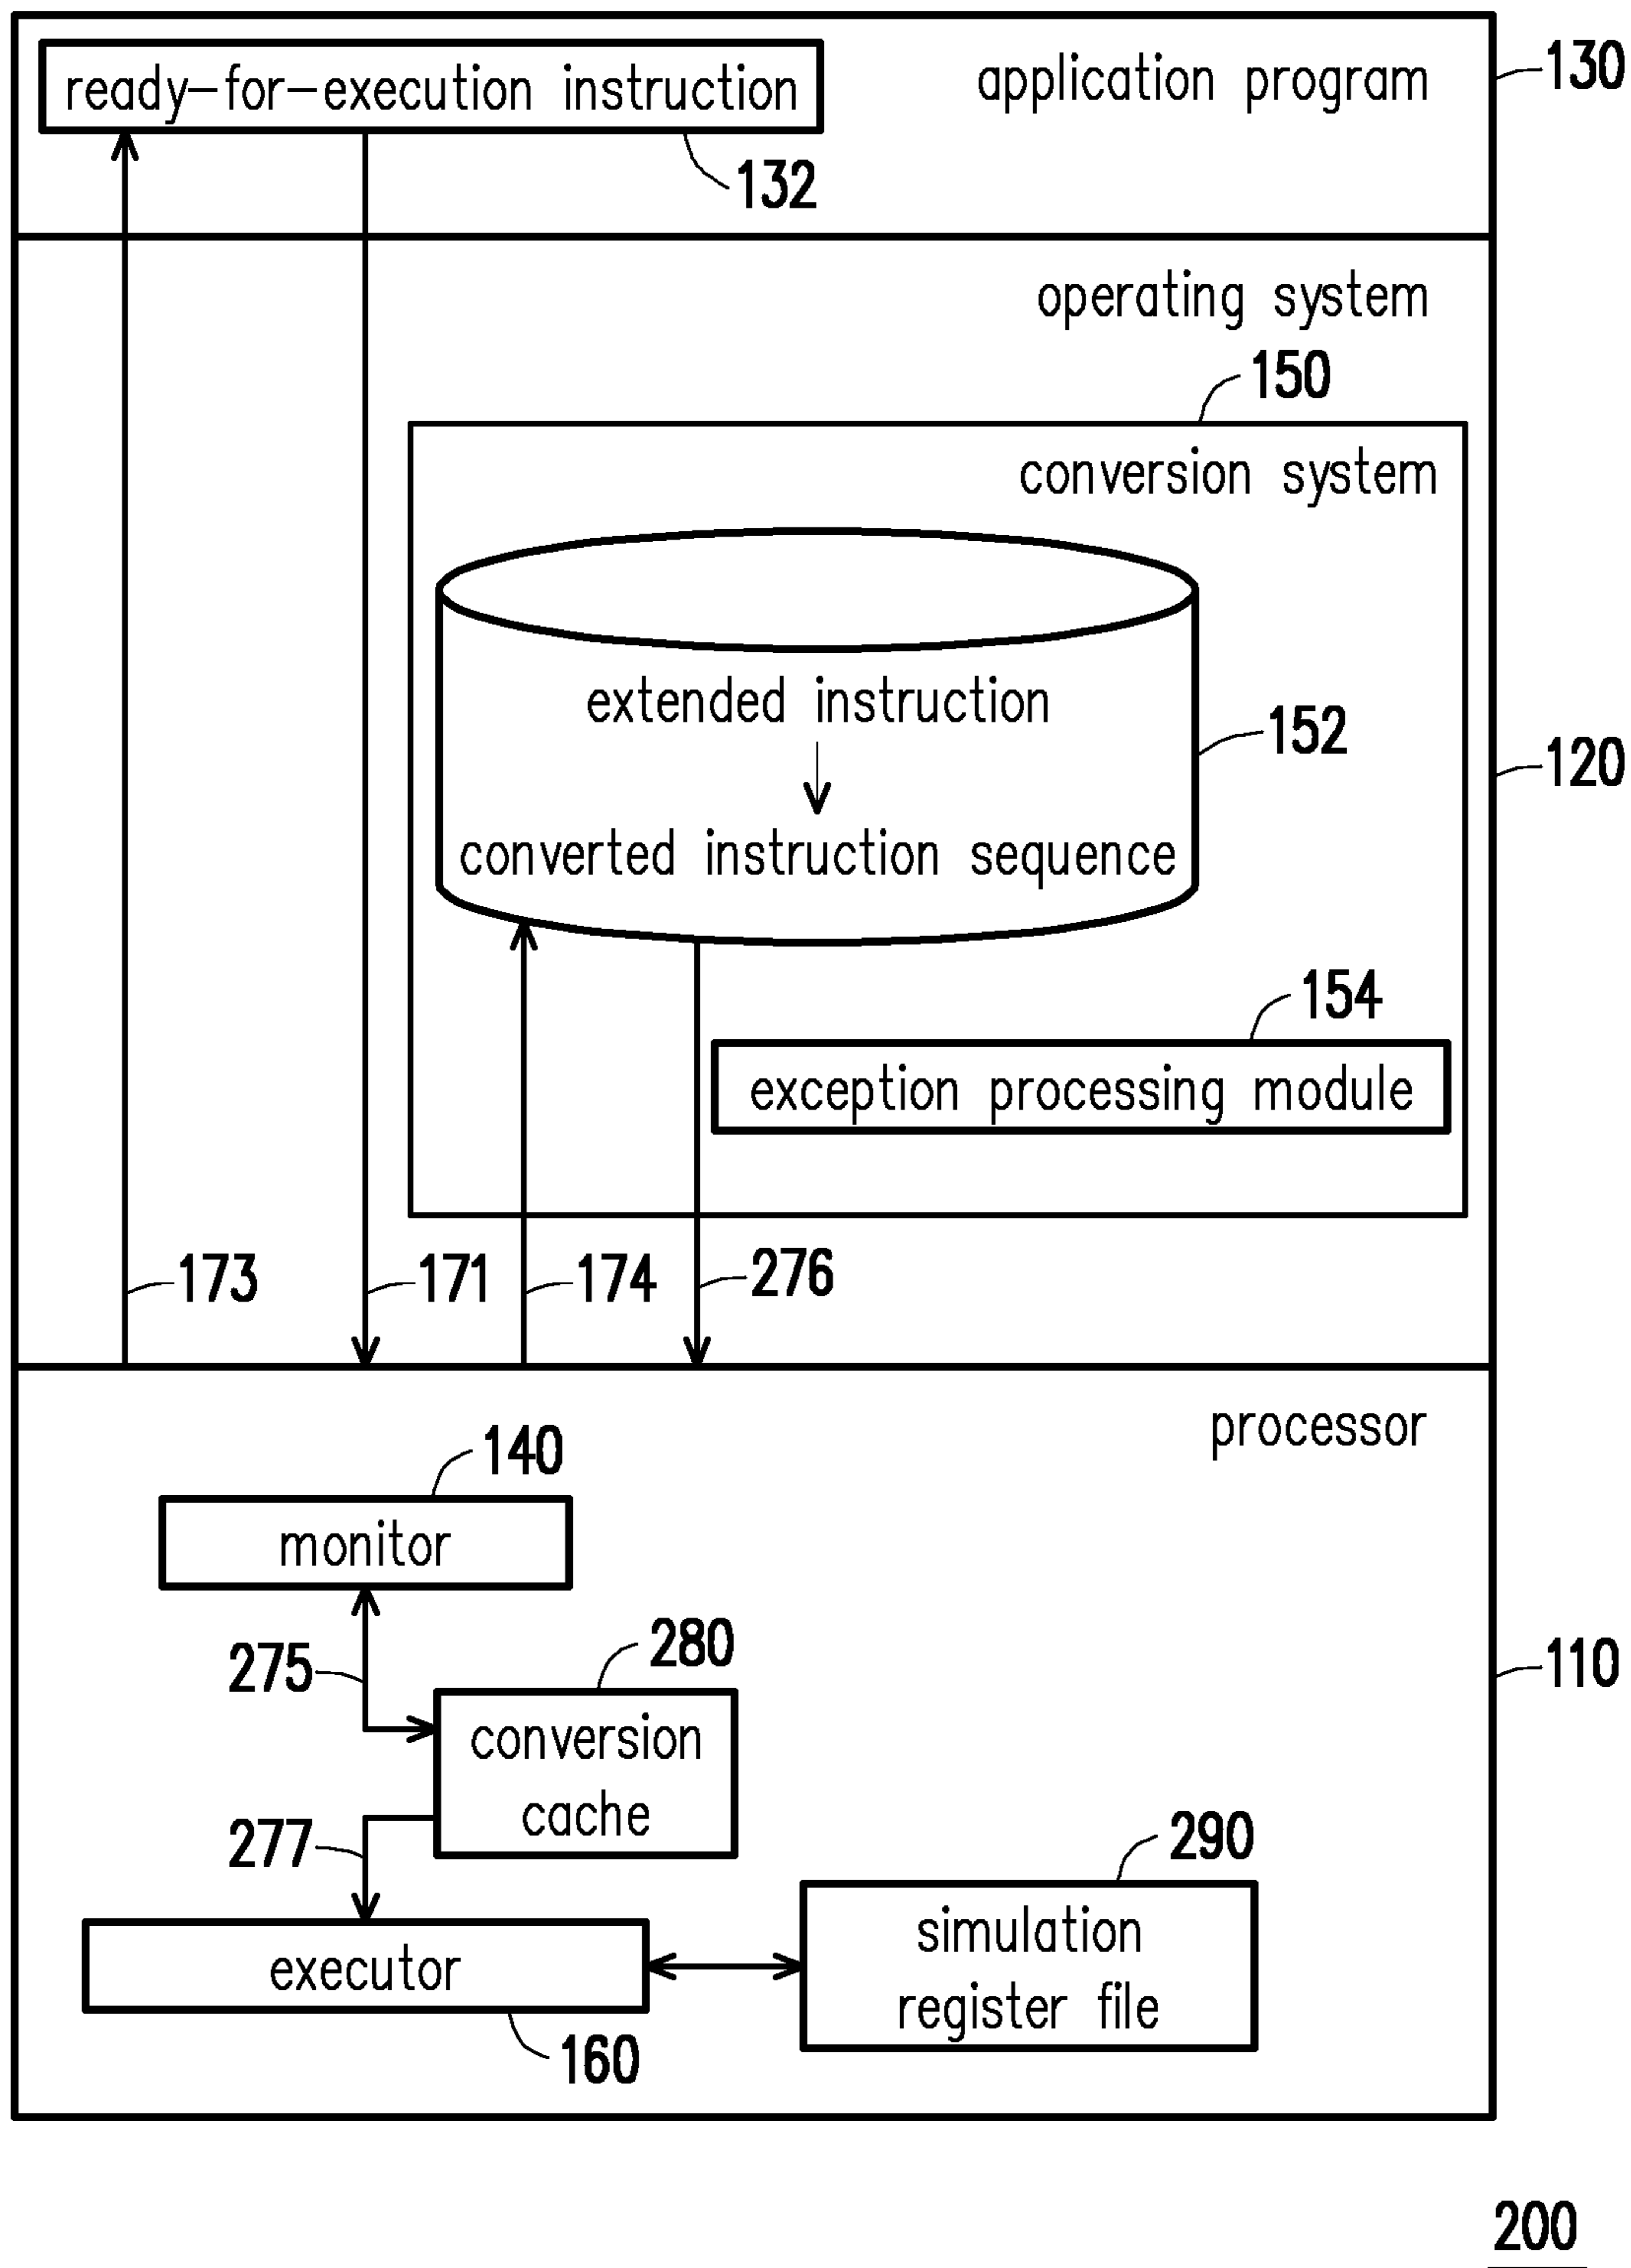 ready-for-execution instruction
application program
130
132
operating system
150
conversion system
extended instruction
152
converted instruction sequence
120
154
exception processing module
173
171
174
276
processor
140
monitor
275
280
110
conversion
cache
277
290
executor
simulation
register file
160
200